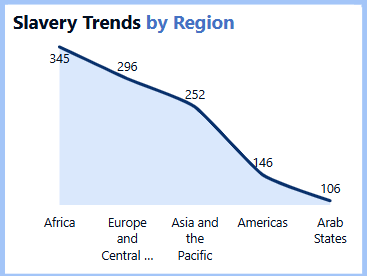 Slavery Trends by Region
345
296
252
146
106
Africa
Europe
and
Central ...
Asia and
the
Pacific
Americas
Arab
States